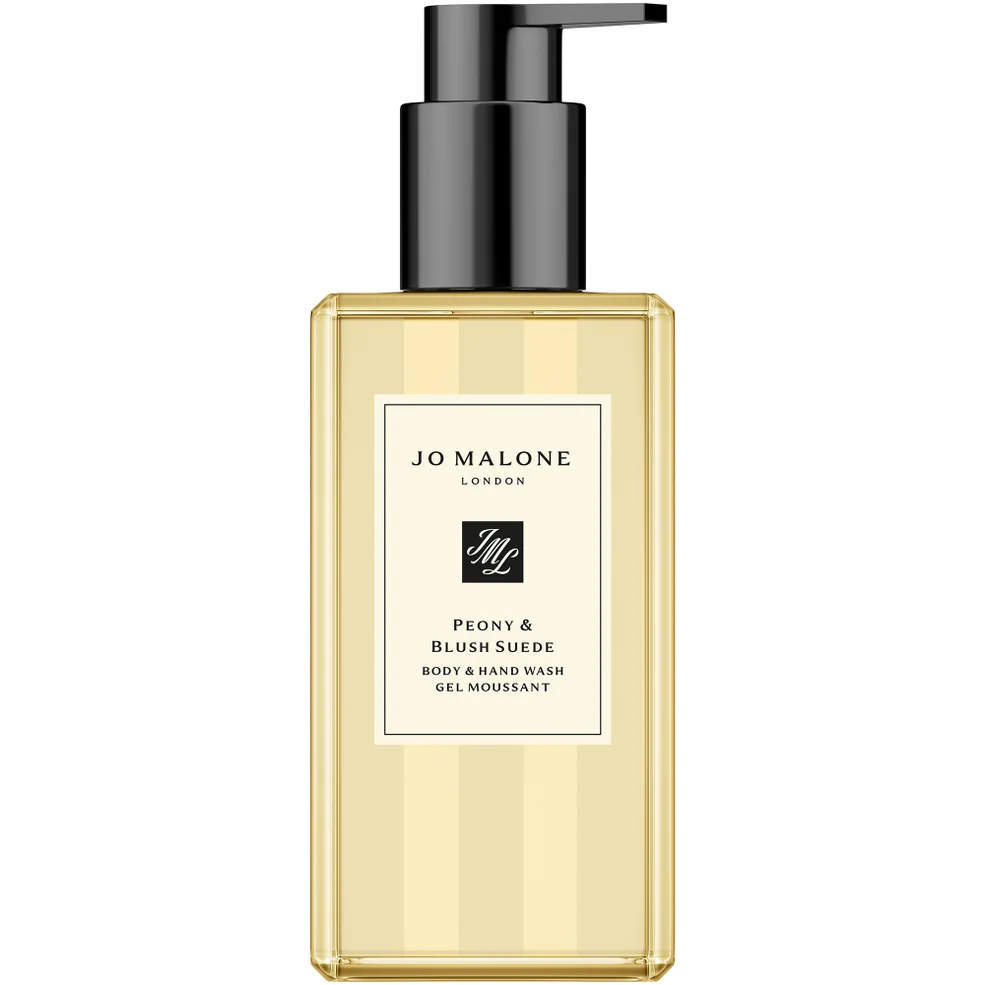 JO MALONE
LONDON
JML
PEONY &
BLUSH SUEDE
BODY & HAND WASH
GEL MOUSSANT